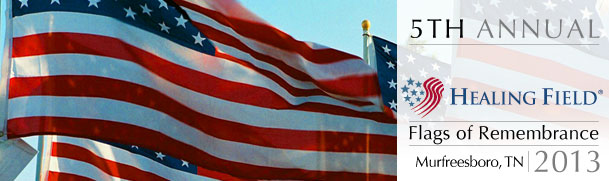 5TH ANNUAL
HEALING FIELD®
Flags of Remembrance
Murfreesboro, TN | 2013